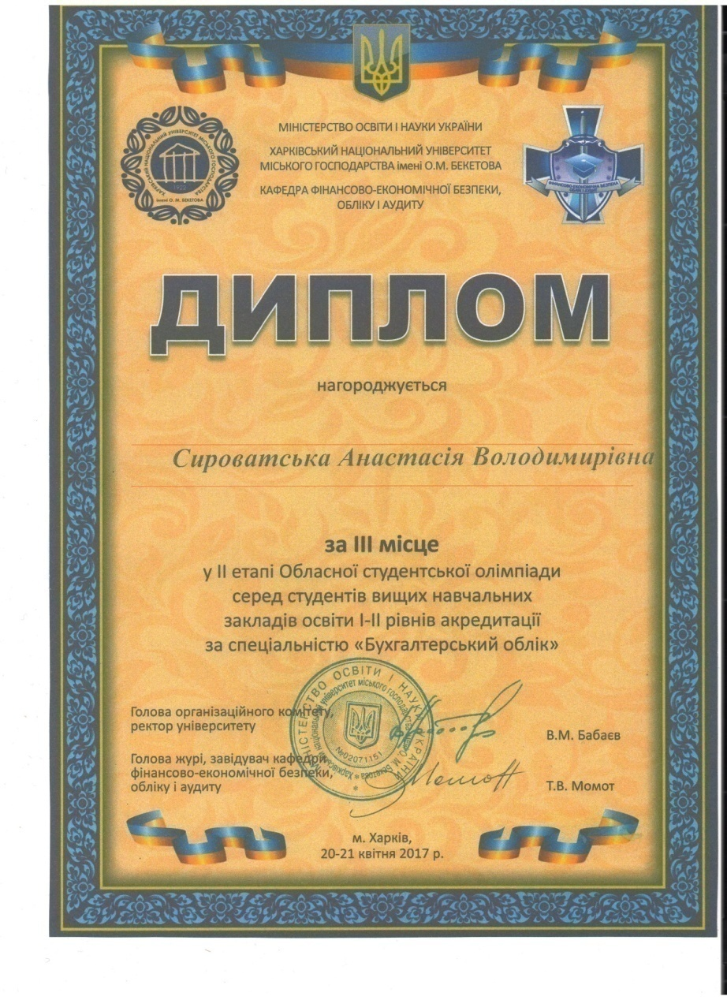 МІНІСТЕРСТВО ОСВІТИ І НАУКИ УКРАЇНИ
ХАРКІВСЬКИЙ НАЦІОНАЛЬНИЙ УНІВЕРСИТЕТ
МІСЬКОГО ГОСПОДАРСТВА імені О.М. БЕКЕТОВА
КАФЕДРА ФІНАНСОВО-ЕКОНОМІЧНОЇ БЕЗПЕКИ,
ОБЛІКУ І АУДИТУ
ХАРКІВСЬКИЙ НАЦІОНАЛЬНИЙ УНІВЕРСИТЕТ МІСЬКОГО ГОСПОДАРСТВА
1922
імені О. М. БЕКЕТОВА
ФІНАНСОВО ЕКОНОМІЧНА БЕЗПЕКА
ОБЛІК І АУДИТ
ДИПЛОМ
нагороджується
Сироватська Анастасія Володимирівна
за III місце
у II етапі Обласної студентської олімпіади
серед студентів вищих навчальних
закладів освіти I-II рівнів акредитації
за спеціальністю «Бухгалтерський облік»
Голова організаційного комітету,
ректор університету
В.М. Бабаєв
Голова журі, завідувач кафедри
фінансово-економічної безпеки,
обліку і аудиту
Т.В. Момот
МІНІСТЕРСТВО ОСВІТИ І НАУКИ УКРАЇНИ
Харківський національний університет міського господарства
№02071151
м. Харків,
20-21 квітня 2017 р.